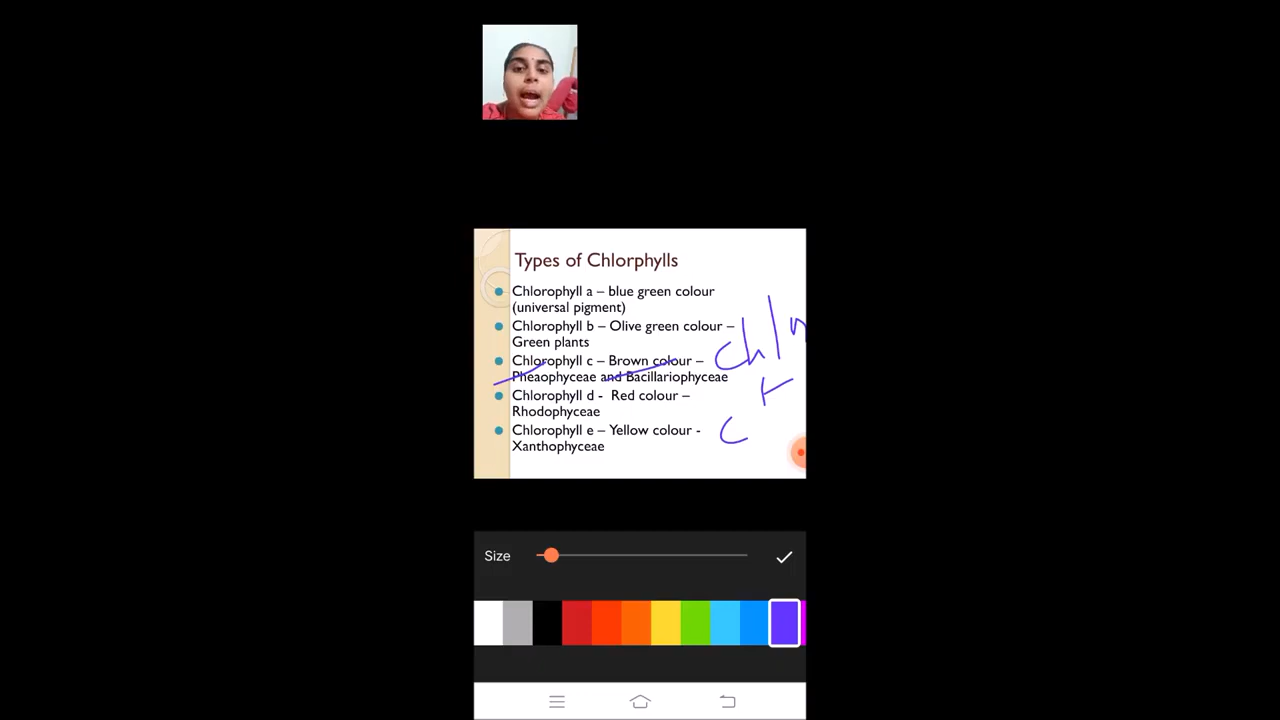 Types of Chlorphylls
Chlorophyll a – blue green colour
(universal pigment)
Chlorophyll b – Olive green colour –
Green plants
Chlorophyll c – Brown colour –
Pheaophyceae and Bacillariophyceae
Chlorophyll d - Red colour –
Rhodophyceae
Chlorophyll e – Yellow colour -
Xanthophyceae
c
Size